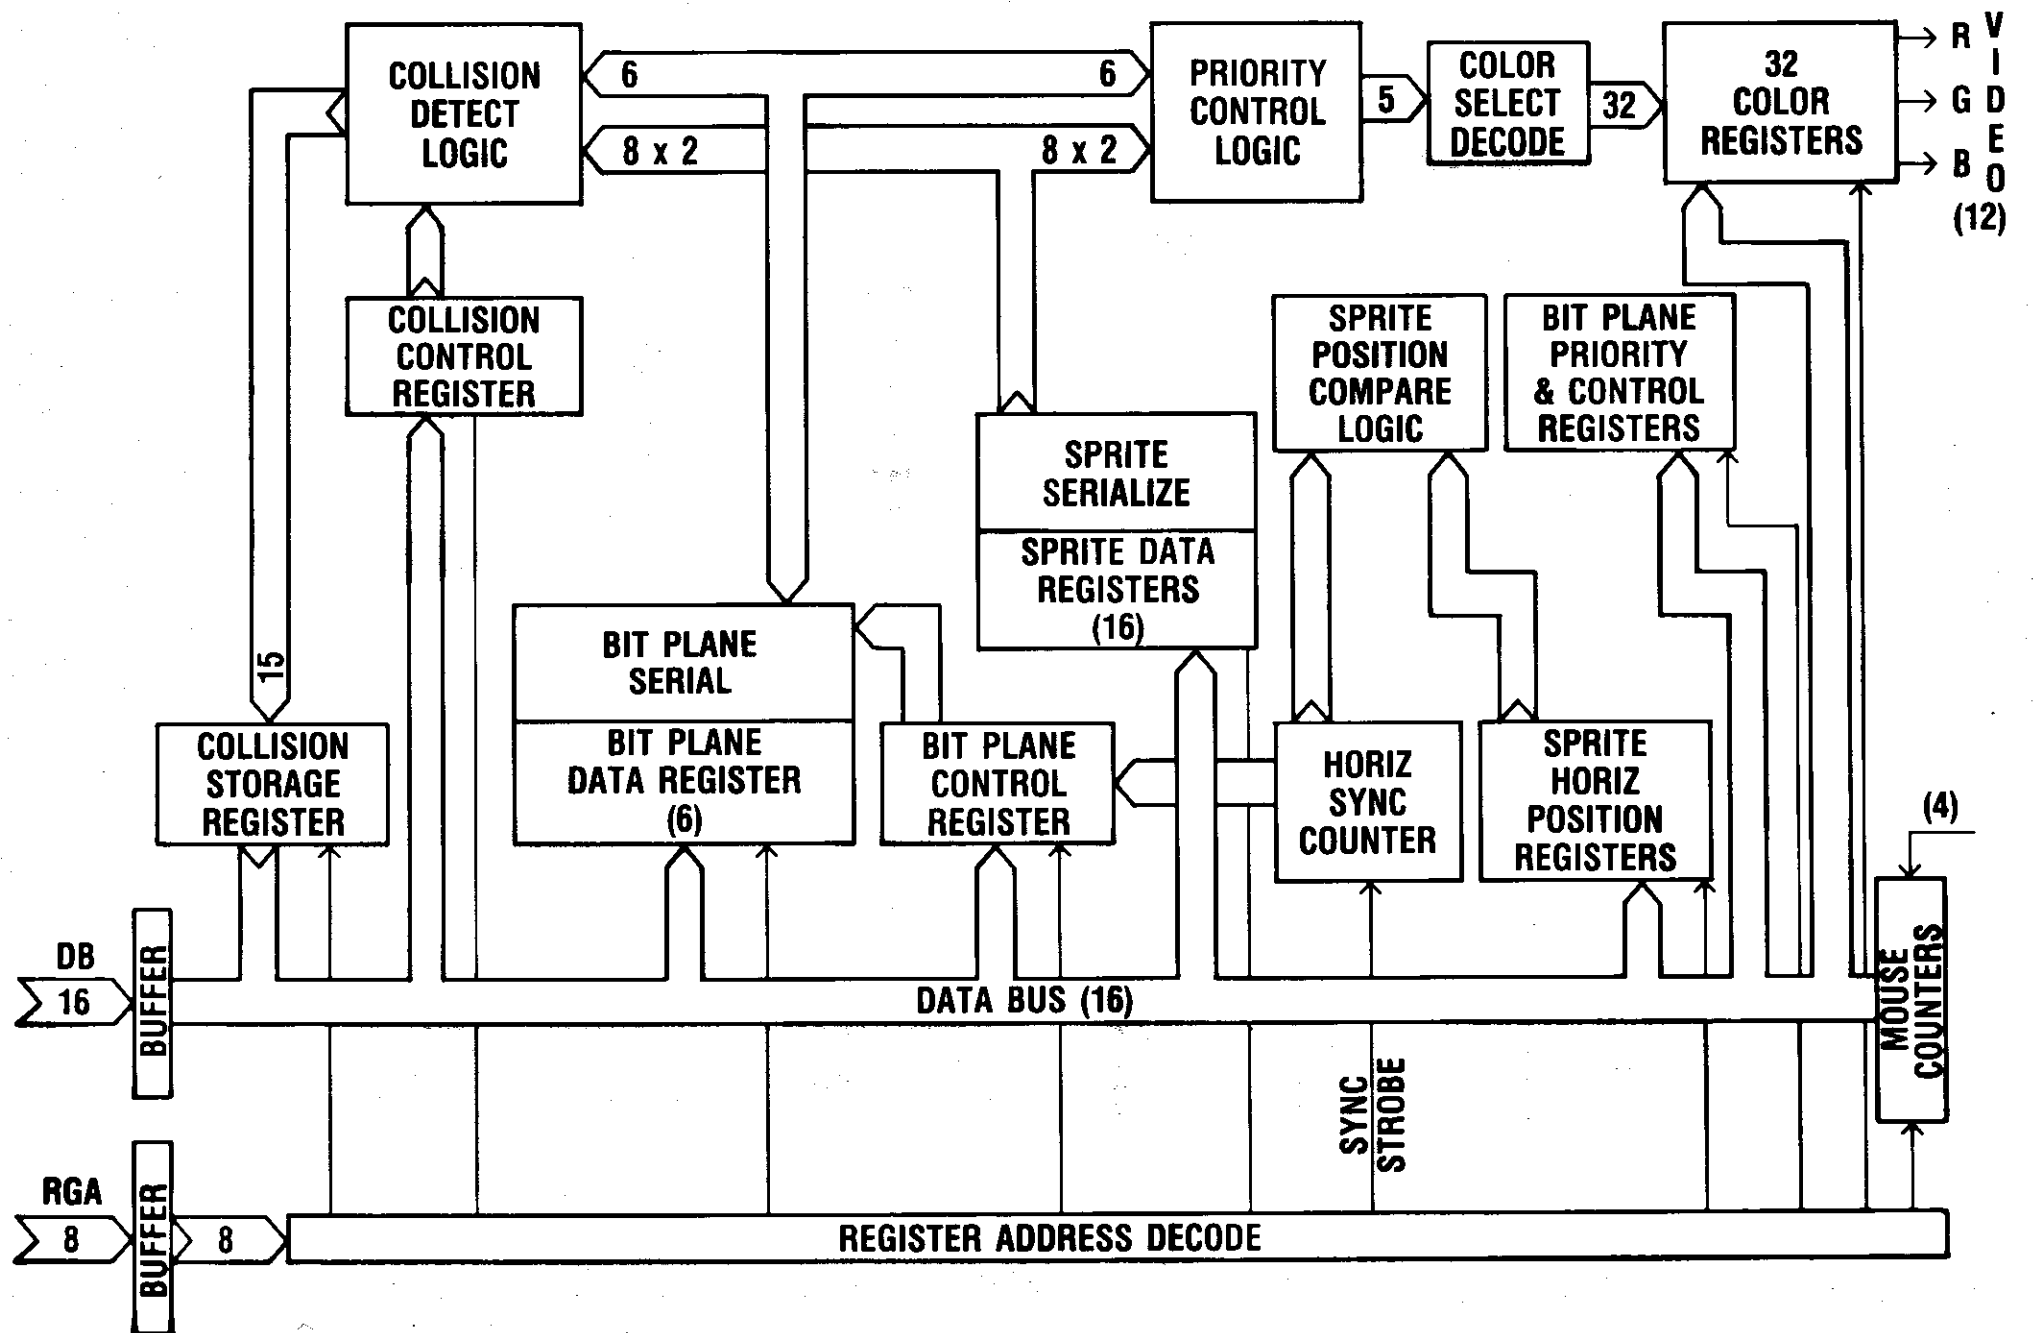 COLLISION
DETECT
LOGIC
6
6
8 x 2
8 x 2
PRIORITY
CONTROL
LOGIC
5
COLOR
SELECT
DECODE
32
32
COLOR
REGISTERS
R
G
B
VIDEO
(12)
COLLISION
CONTROL
REGISTER
SPRITE
POSITION
COMPARE
LOGIC
BIT PLANE
PRIORITY
& CONTROL
REGISTERS
SPRITE
SERIALIZE
SPRITE DATA
REGISTERS
(16)
15
BIT PLANE
SERIAL
BIT PLANE
DATA REGISTER
(6)
COLLISION
STORAGE
REGISTER
BIT PLANE
CONTROL
REGISTER
HORIZ
SYNC
COUNTER
SPRITE
HORIZ
POSITION
REGISTERS
(4)
MOUSE
COUNTERS
DB
16
BUFFER
DATA BUS (16)
SYNC
STROBE
RGA
8
BUFFER
8
REGISTER ADDRESS DECODE